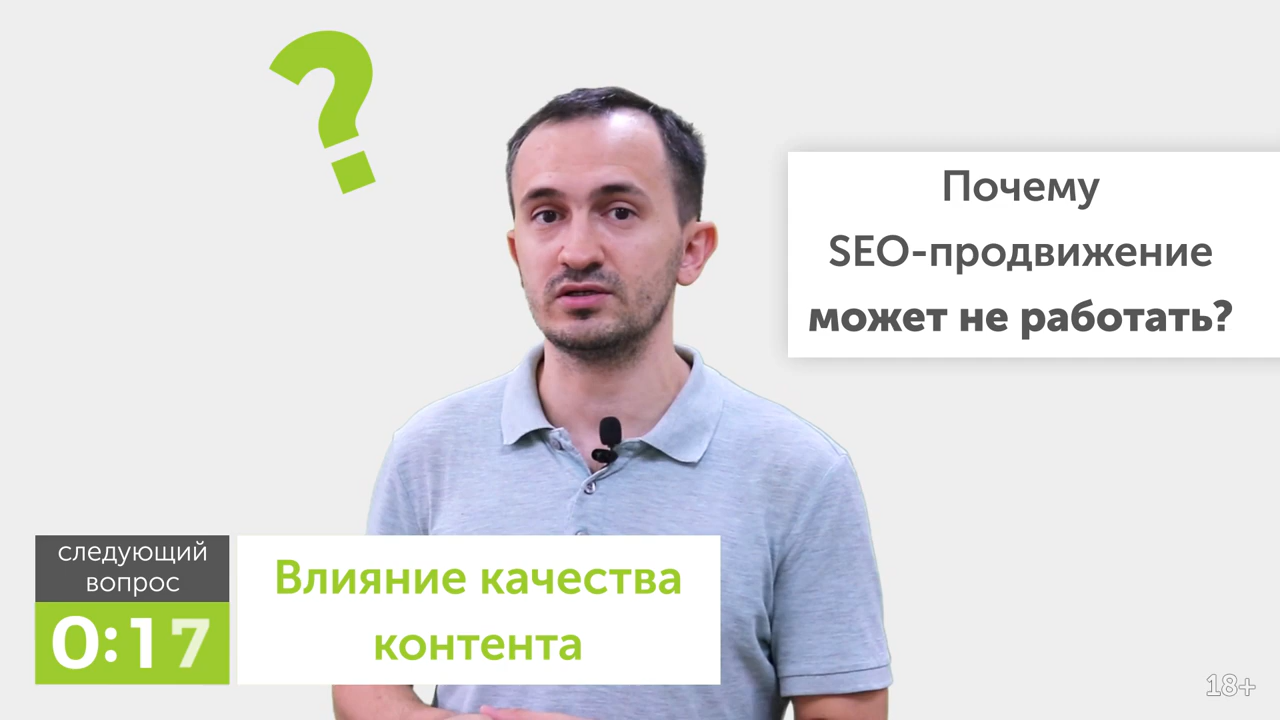 ?
Почему
SEO-продвижение
может не работать?
следующий
вопрос
0:17
Влияние качества
контента
18+